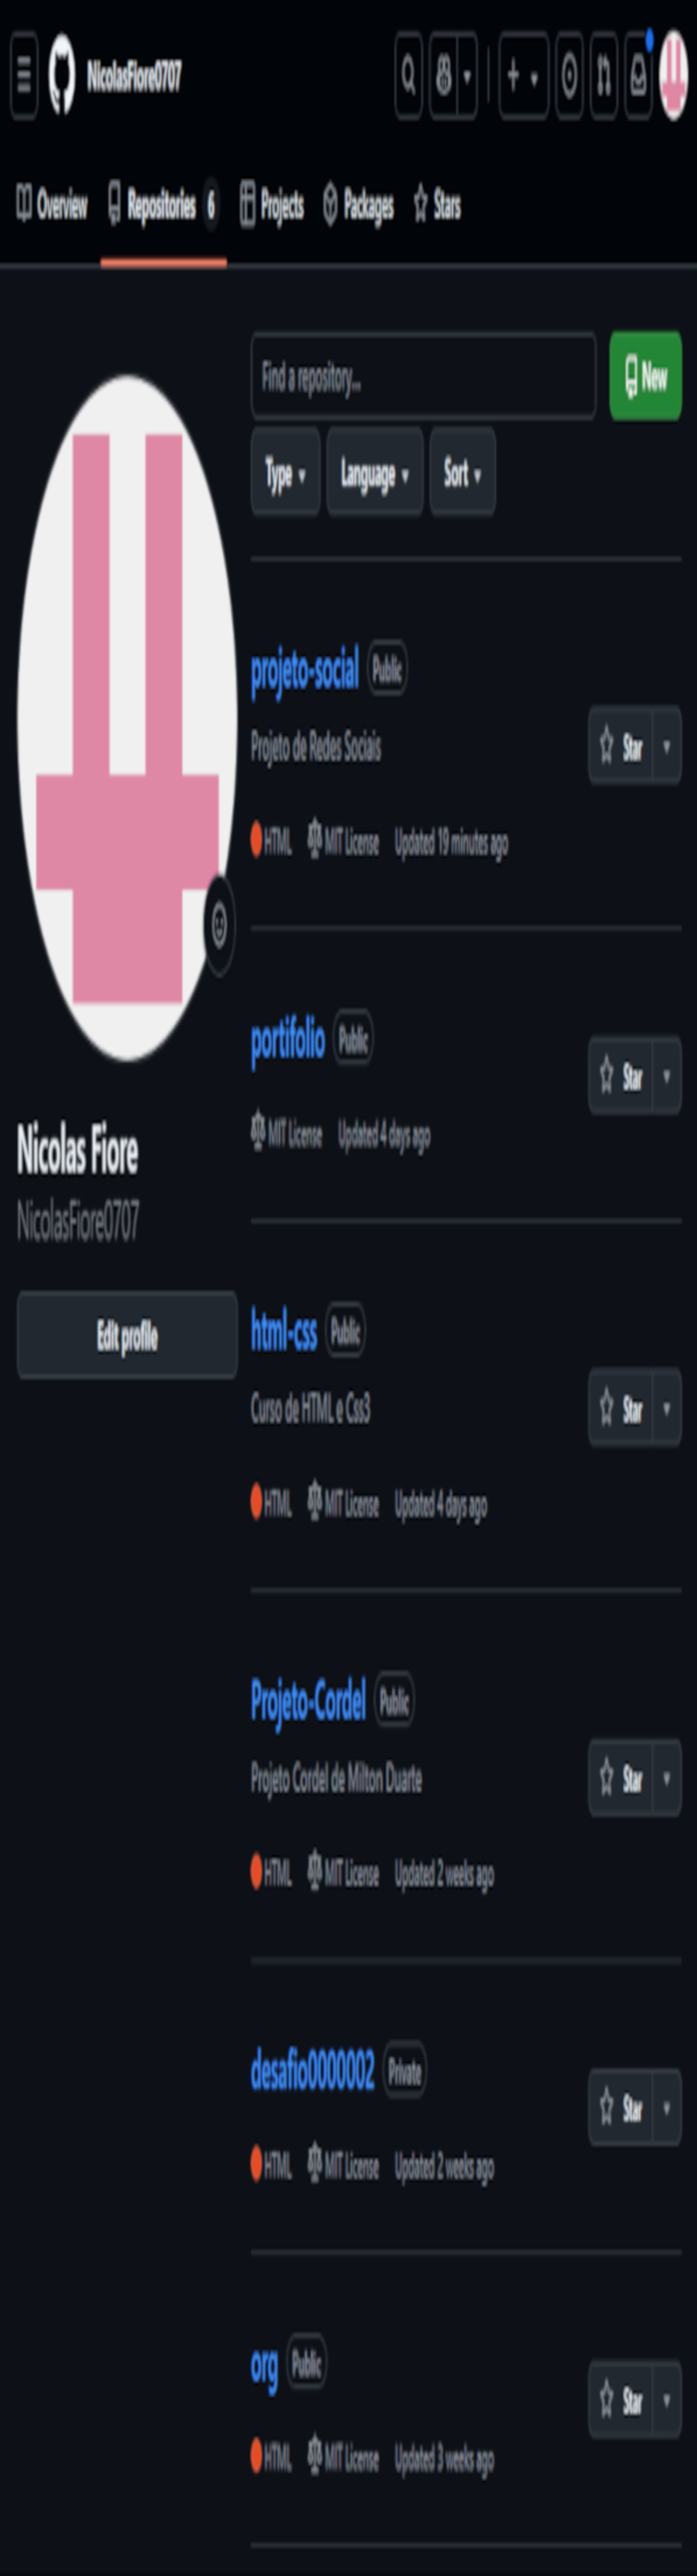 NicolasFiore0707
Overview Repositories 6 Projects Packages Stars
Find a repository... New
Type Language Sort
projeto-social Public
Projeto de Redes Sociais
Star
HTML MIT License Updated 19 minutes ago
portifolio Public
Star
MIT License Updated 4 days ago
Nicolas Fiore
NicolasFiore0707
Edit profile
html-css Public
Curso de HTML e Css3
Star
HTML MIT License Updated 4 days ago
Projeto-Cordel Public
Projeto Cordel de Milton Duarte
Star
HTML MIT License Updated 2 weeks ago
desafio0000002 Private
Star
HTML MIT License Updated 2 weeks ago
org Public
Star
HTML MIT License Updated 3 weeks ago